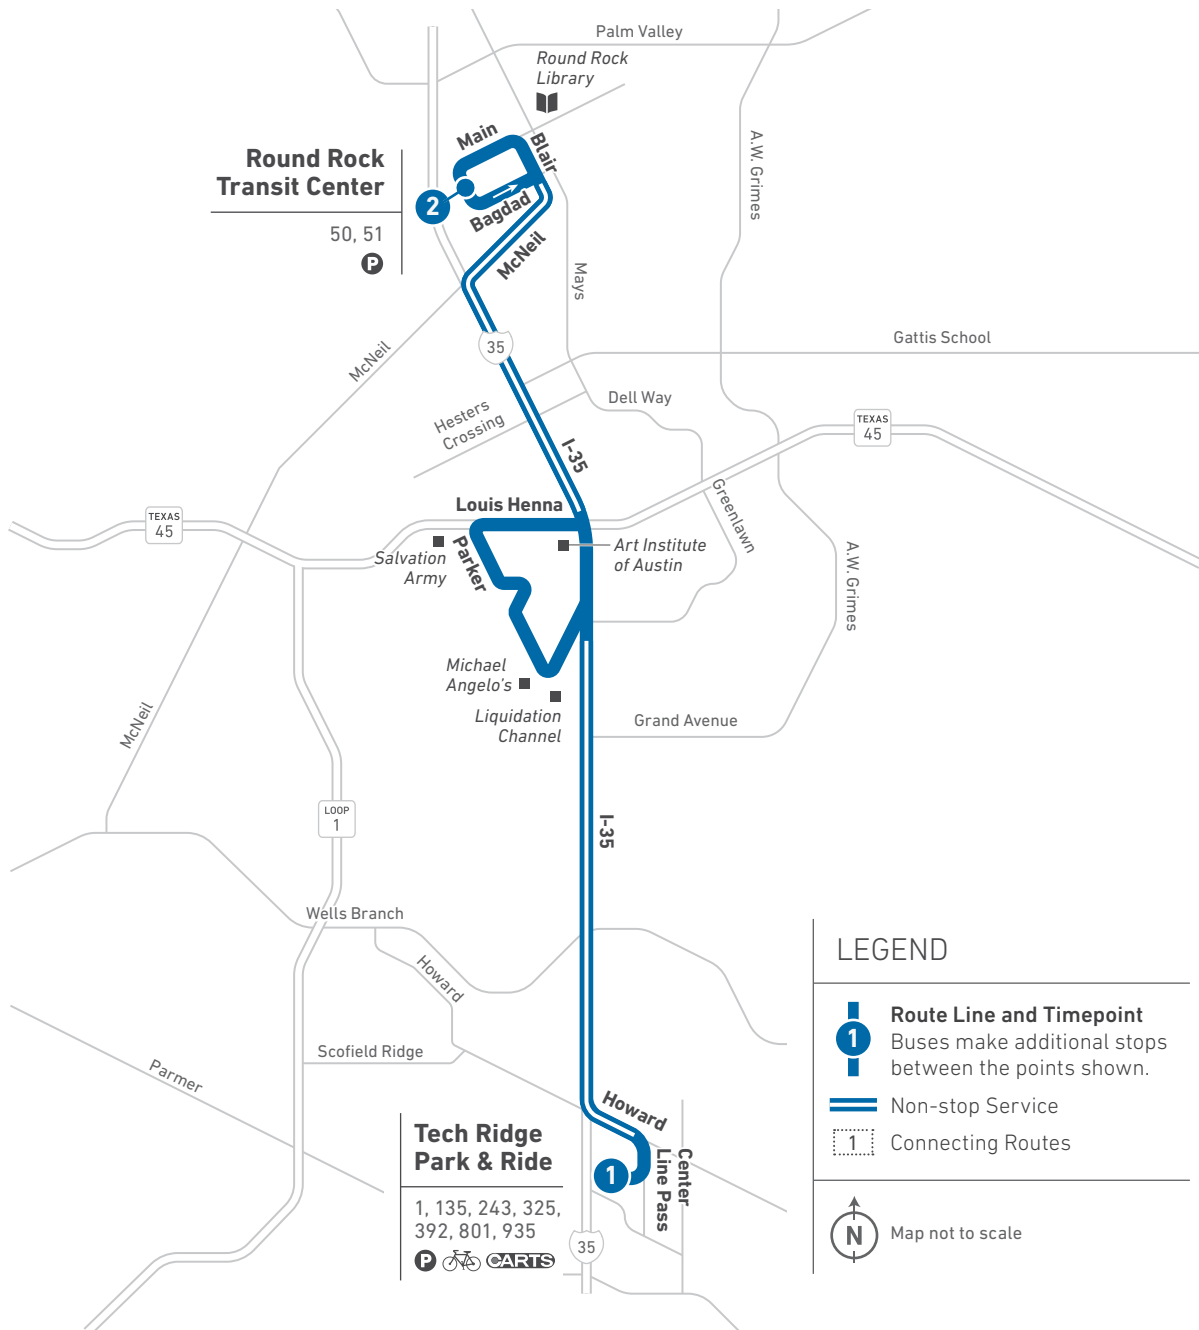 Palm Valley
Round Rock
Library
Main
Blair
A.W. Grimes
Round Rock
Transit Center
2
Bagdad
50, 51
P
McNeil
Mays
35
Gattis School
McNeil
Hesters
Crossing
Dell Way
TEXAS
45
I-35
Louis Henna
Greenlawn
TEXAS
45
Salvation
Army
Parker
Art Institute
of Austin
A.W. Grimes
Michael
Angelo's
Liquidation
Channel
Grand Avenue
McNeil
LOOP
1
I-35
Wells Branch
Howard
Scofield Ridge
Parmer
LEGEND
1
Route Line and Timepoint
Buses make additional stops
between the points shown.
Non-stop Service
1
Connecting Routes
N
Map not to scale
Howard
Tech Ridge
Park & Ride
1
Center
Line Pass
1, 135, 243, 325,
392, 801, 935
P
CARTS
35